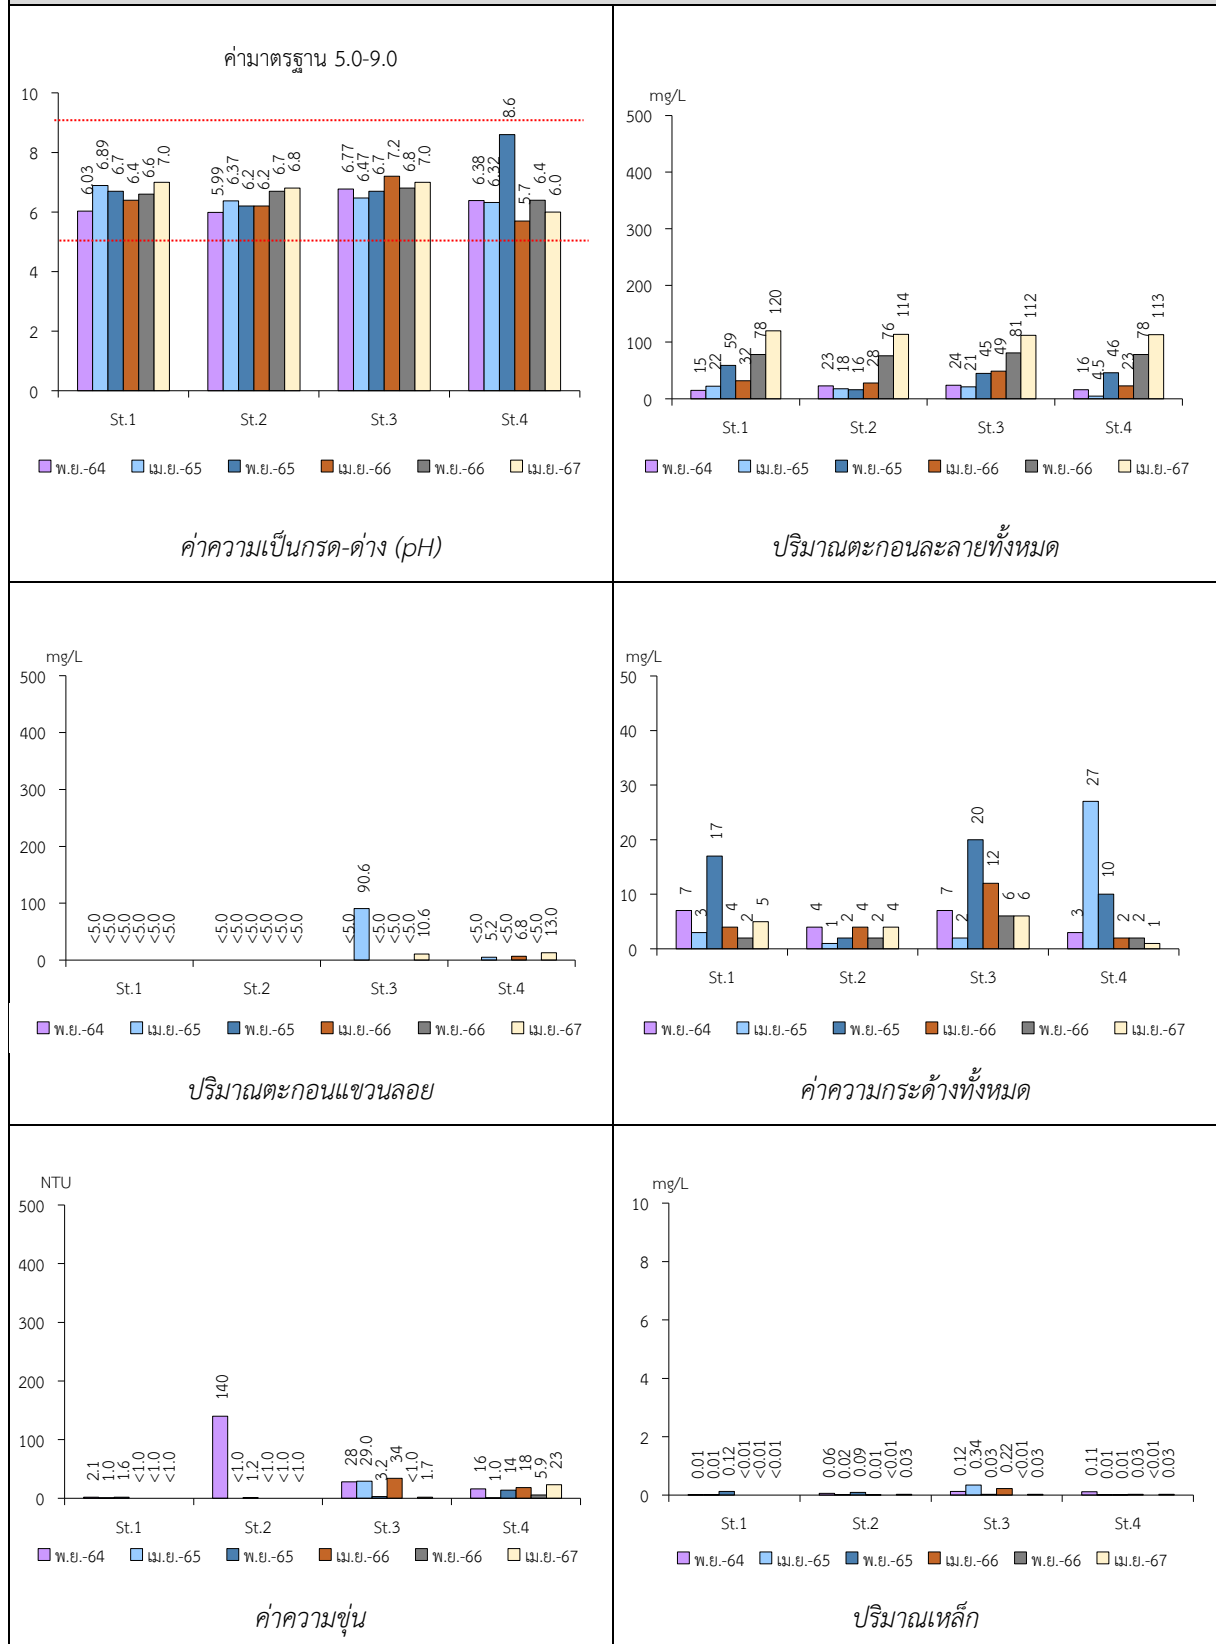 ค่ามาตรฐาน 5.0-9.0
10
8
6
4
2
0
6.03 6.89 6.7 6.4 6.6 7.0
5.99 6.37 6.2 6.2 6.7 6.8
6.77 6.47 6.7 7.2 6.8 7.0
6.38 6.32 8.6 5.7 6.4 6.0
St.1 St.2 St.3 St.4
พ.ย.-64 เม.ย.-65 พ.ย.-65 เม.ย.-66 พ.ย.-66 เม.ย.-67
ค่าความเป็นกรด-ด่าง (pH)
mg/L
500
400
300
200
100
0
15 22 59 32 78 120
23 18 16 28 76 114
24 21 45 49 81 112
16 4.5 46 23 78 113
St.1 St.2 St.3 St.4
พ.ย.-64 เม.ย.-65 พ.ย.-65 เม.ย.-66 พ.ย.-66 เม.ย.-67
ปริมาณตะกอนละลายทั้งหมด
mg/L
500
400
300
200
100
0
<5.0 <5.0 <5.0 <5.0 <5.0 <5.0
<5.0 <5.0 <5.0 <5.0 <5.0 <5.0
<5.0 90.6 <5.0 <5.0 <5.0 10.6
<5.0 5.2 <5.0 6.8 <5.0 13.0
St.1 St.2 St.3 St.4
พ.ย.-64 เม.ย.-65 พ.ย.-65 เม.ย.-66 พ.ย.-66 เม.ย.-67
ปริมาณตะกอนแขวนลอย
mg/L
50
40
30
20
10
0
7 3 17 4 2 5
4 1 2 4 2 4
7 2 20 12 6 6
3 27 10 2 2 1
St.1 St.2 St.3 St.4
พ.ย.-64 เม.ย.-65 พ.ย.-65 เม.ย.-66 พ.ย.-66 เม.ย.-67
ค่าความกระด้างทั้งหมด
NTU
500
400
300
200
100
0
2.1 1.0 1.6 <1.0 <1.0 <1.0
140 <1.0 1.2 <1.0 <1.0 <1.0
28 29.0 3.2 34 <1.0 1.7
16 1.0 14 18 5.9 23
St.1 St.2 St.3 St.4
พ.ย.-64 เม.ย.-65 พ.ย.-65 เม.ย.-66 พ.ย.-66 เม.ย.-67
ค่าความขุ่น
mg/L
10
8
6
4
2
0
0.01 0.01 0.12 <0.01 <0.01 <0.01
0.06 0.02 0.09 0.01 <0.01 0.03
0.12 0.34 0.03 0.22 <0.01 0.03
0.11 0.01 0.01 0.03 <0.01 0.03
St.1 St.2 St.3 St.4
พ.ย.-64 เม.ย.-65 พ.ย.-65 เม.ย.-66 พ.ย.-66 เม.ย.-67
ปริมาณเหล็ก